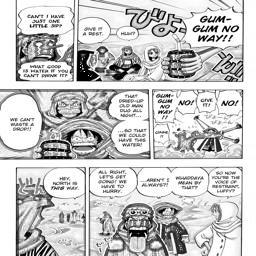 CAN'T I HAVE
JUST ONE
LITTLE SIP?
WHAT GOOD
IS WATER IF YOU
CAN'T DRINK IT?
GIVE IT
A REST.
HUH?
GUM-
GUM NO
WAY!!
WE CAN'T
WASTE A
DROP!!
THAT
DRIED-UP
OLD MAN
DUG ALL
NIGHT...
...SO THAT
WE COULD
HAVE THIS
WATER!
GUM-
GUM
NO!
GIVE
IT!
NO!
GIMME!
NO
WAY!!
HEY,
NORTH IS
THIS WAY.
ALL RIGHT,
LET'S GET
GOING! WE
HAVE TO
HURRY.
AREN'T
I ALWAYS?!
WHADDAYA
MEAN BY
THAT?!
SO NOW
YOU'RE THE
VOICE OF
RESTRAINT,
LUFFY?